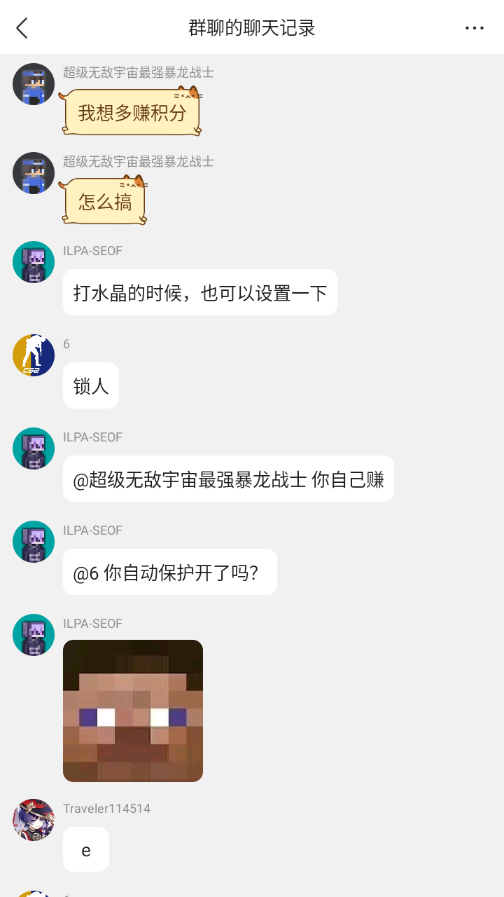 群聊的聊天记录
超级无敌宇宙最强暴龙战士
我想多赚积分
超级无敌宇宙最强暴龙战士
怎么搞
ILPA-SEOF
打水晶的时候，也可以设置一下
6
锁人
ILPA-SEOF
@超级无敌宇宙最强暴龙战士 你自己赚
ILPA-SEOF
@6 你自动保护开了吗?
ILPA-SEOF
Traveler114514
e